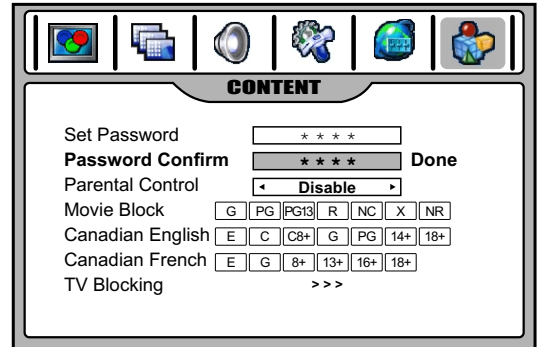 CONTENT
Set Password * * * *
Password Confirm * * * * Done
Parental Control ◂ Disable ▸
Movie Block G PG PG13 R NC X NR
Canadian English E C C8+ G PG 14+ 18+
Canadian French E G 8+ 13+ 16+ 18+
TV Blocking >>>